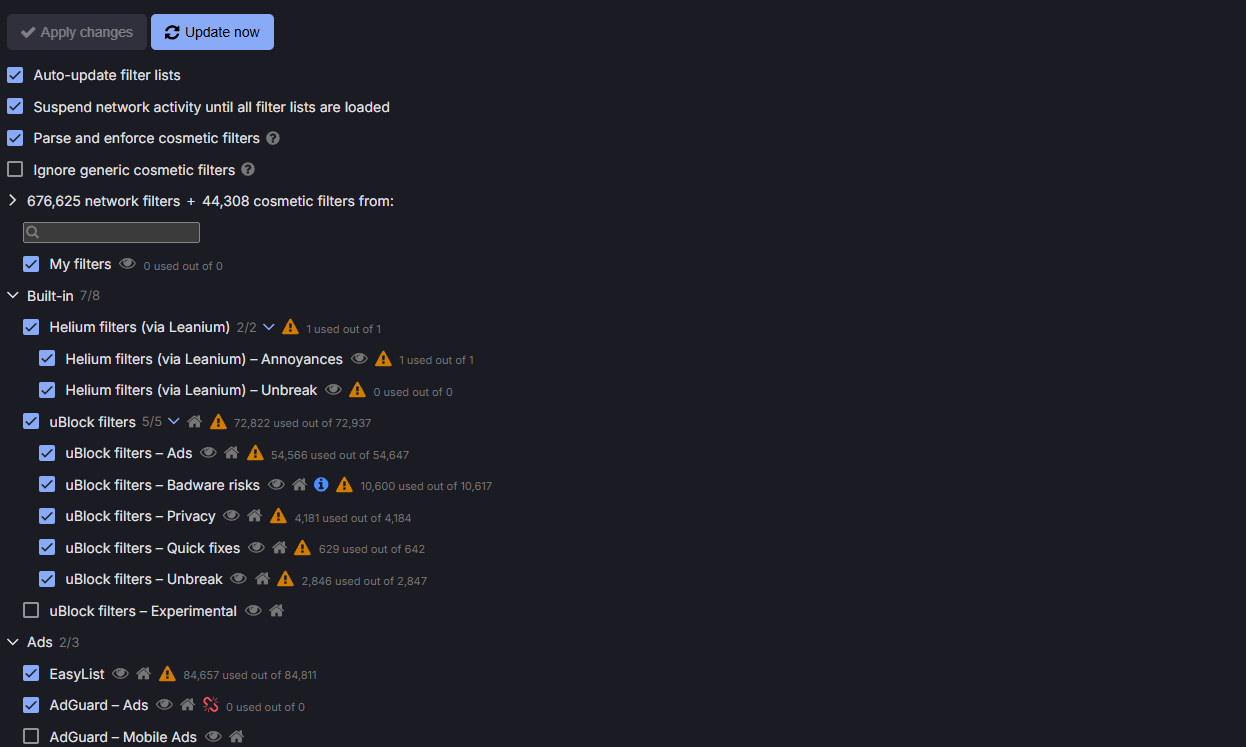 Apply changes Update now
Auto-update filter lists
Suspend network activity until all filter lists are loaded
Parse and enforce cosmetic filters
Ignore generic cosmetic filters
676,625 network filters + 44,308 cosmetic filters from:
My filters 0 used out of 0
Built-in 7/8
Helium filters (via Leanium) 2/2 1 used out of 1
Helium filters (via Leanium) – Annoyances 1 used out of 1
Helium filters (via Leanium) – Unbreak 0 used out of 0
uBlock filters 5/5 72,822 used out of 72,937
uBlock filters – Ads 54,566 used out of 54,647
uBlock filters – Badware risks 10,600 used out of 10,617
uBlock filters – Privacy 4,181 used out of 4,184
uBlock filters – Quick fixes 629 used out of 642
uBlock filters – Unbreak 2,846 used out of 2,847
uBlock filters – Experimental
Ads 2/3
EasyList 84,657 used out of 84,811
AdGuard – Ads 0 used out of 0
AdGuard – Mobile Ads